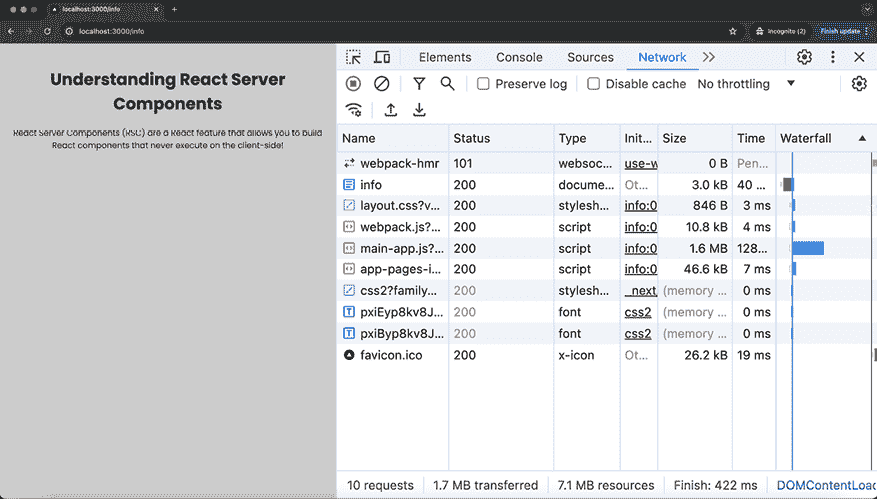 localhost:3000/info
localhost:3000/info
Incognito (2)
Finish update
Understanding React Server
Components
React Server Components (RSC) are a React feature that allows you to build
React components that never execute on the client-side!
Elements Console Sources Network
Preserve log Disable cache No throttling
Name Status Type Init... Size Time Waterfall
webpack-hmr 101 websoc... use-w 0 B Pen...
info 200 docume... Ot... 3.0 kB 40 ...
layout.css?v... 200 stylesh... info:0 846 B 3 ms
webpack.js?... 200 script info:0 10.8 kB 4 ms
main-app.js?... 200 script info:0 1.6 MB 128...
app-pages-i... 200 script info:0 46.6 kB 7 ms
css2?family... 200 stylesh... _next_ (memory ... 0 ms
pxiEyp8kv8J... 200 font css2 (memory ... 0 ms
pxiByp8kv8J... 200 font css2 (memory ... 0 ms
favicon.ico 200 x-icon Ot... 26.2 kB 19 ms
10 requests 1.7 MB transferred 7.1 MB resources Finish: 422 ms DOMContentLoa